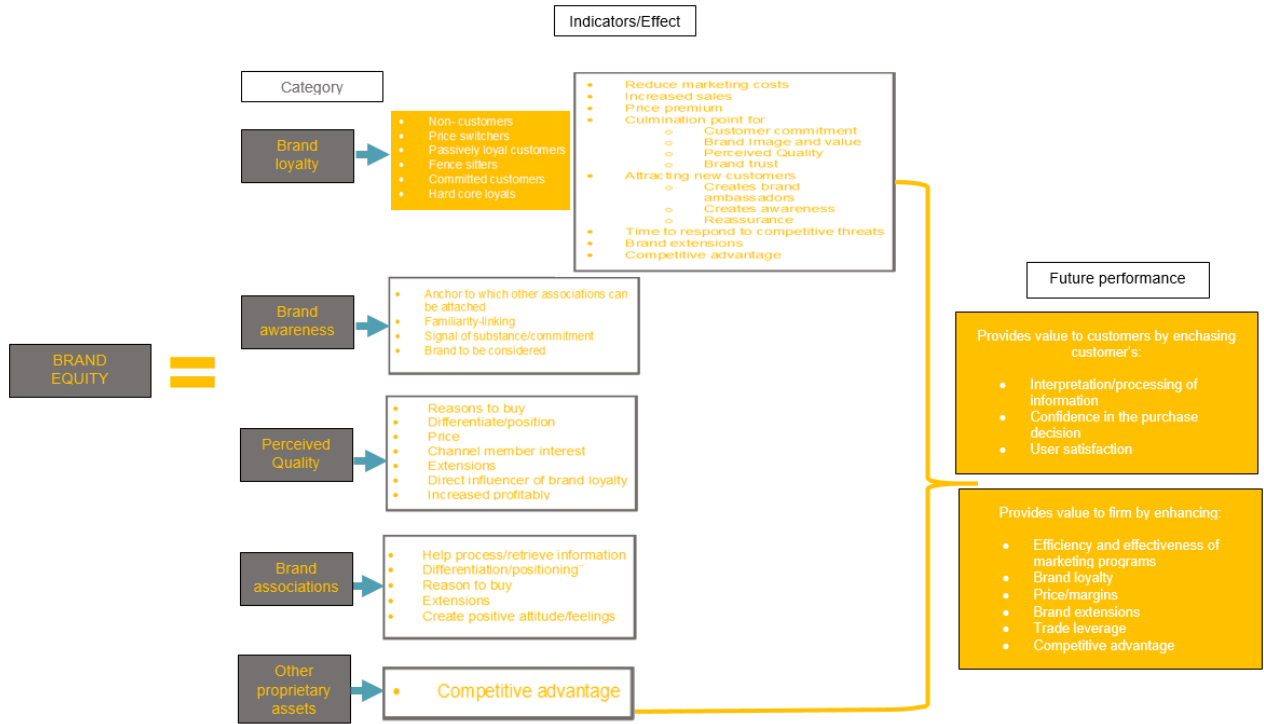 Indicators/Effect
Category
Brand
loyalty
• Non- customers
• Price switchers
• Passively loyal customers
• Fence sitters
• Committed customers
• Hard core loyals
• Reduce marketing costs
• Increased sales
• Price premium
• Culmination point for
o Customer commitment
o Brand Image and value
o Perceived Quality
o Brand trust
• Attracting new customers
o Creates brand
ambassadors
o Creates awareness
o Reassurance
• Time to respond to competitive threats
• Brand extensions
• Competitive advantage
Brand
awareness
• Anchor to which other associations can
be attached
• Familiarity-linking
• Signal of substance/commitment
• Brand to be considered
BRAND
EQUITY
=
Perceived
Quality
• Reasons to buy
• Differentiate/position
• Price
• Channel member interest
• Extensions
• Direct influencer of brand loyalty
• Increased profitably
Brand
associations
• Help process/retrieve information
• Differentiation/positioning¨
• Reason to buy
• Extensions
• Create positive attitude/feelings
Other
proprietary
assets
• Competitive advantage
Future performance
Provides value to customers by enchasing
customer's:
• Interpretation/processing of
information
• Confidence in the purchase
decision
• User satisfaction
Provides value to firm by enhancing:
• Efficiency and effectiveness of
marketing programs
• Brand loyalty
• Price/margins
• Brand extensions
• Trade leverage
• Competitive advantage